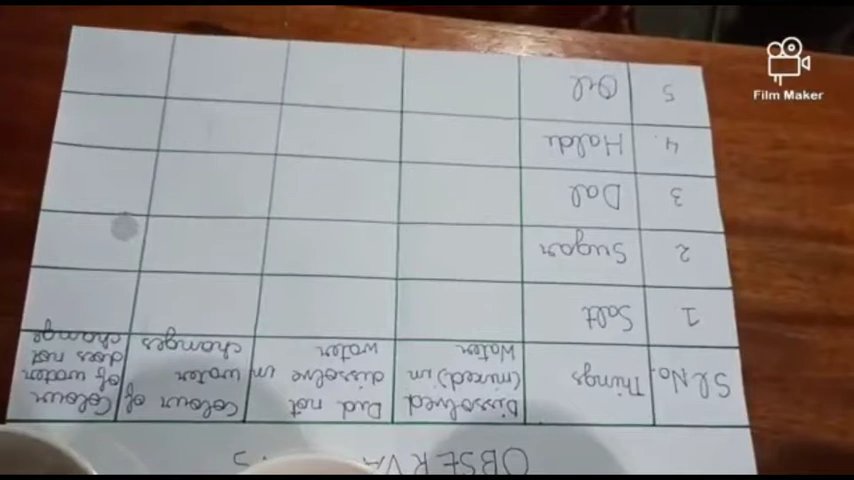 OBSERVA
Sl.No. Things Dissolved (mixed) in Water Did not dissolve in water Colour of water changes Colour of water does not change
1. Salt
2 Sugar
3 Dal
4. Haldi
5 Oil
Film Maker